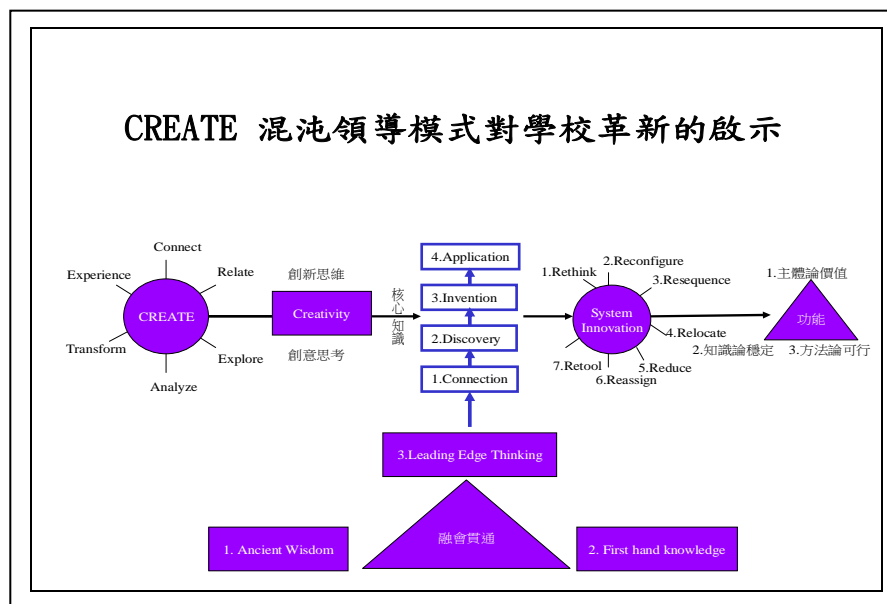 CREATE 混沌領導模式對學校革新的啟示
Connect
Experience
Relate
CREATE
Transform
Explore
Analyze
創新思維
Creativity
創意思考
核心知識
4.Application
3.Invention
2.Discovery
1.Connection
1.Rethink
2.Reconfigure
3.Resequence
System
Innovation
4.Relocate
5.Reduce
6.Reassign
7.Retool
1.主體論價值
功能
2.知識論穩定
3.方法論可行
3.Leading Edge Thinking
融會貫通
1. Ancient Wisdom
2. First hand knowledge